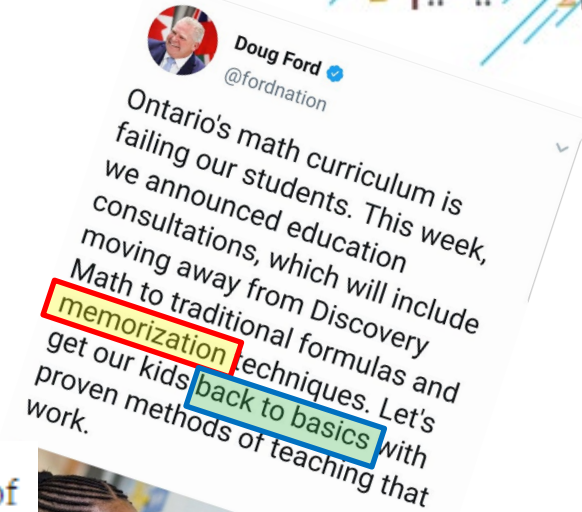 Doug Ford
@fordnation
Ontario's math curriculum is
failing our students. This week,
we announced education
consultations, which will include
moving away from Discovery
Math to traditional formulas and
memorization techniques. Let's
get our kids back to basics with
proven methods of teaching that
work.
of